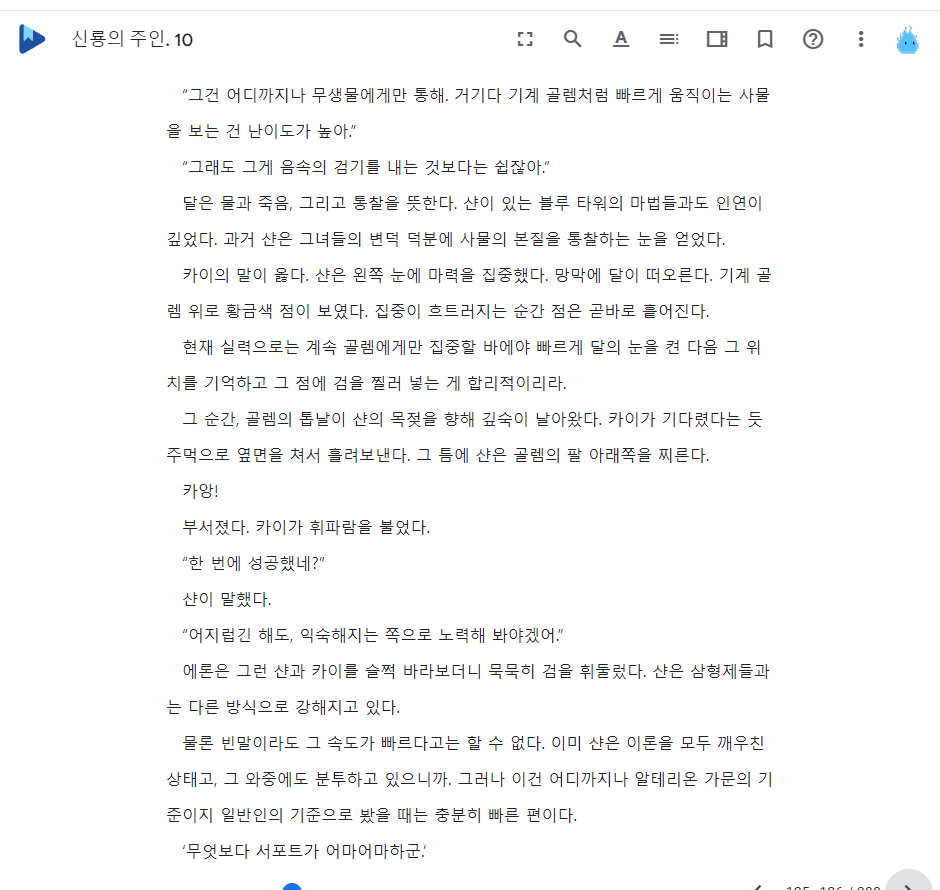 신룡의 주인. 10
“그건 어디까지나 무생물에게만 통해. 거기다 기계 골렘처럼 빠르게 움직이는 사물
을 보는 건 난이도가 높아.”
“그래도 그게 음속의 검기를 내는 것보다는 쉽잖아.”
달은 물과 죽음, 그리고 통찰을 뜻한다. 샨이 있는 블루 타워의 마법들과도 인연이
깊었다. 과거 샨은 그녀들의 변덕 덕분에 사물의 본질을 통찰하는 눈을 얻었다.
카이의 말이 옳다. 샨은 왼쪽 눈에 마력을 집중했다. 망막에 달이 떠오른다. 기계 골
렘 위로 황금색 점이 보였다. 집중이 흐트러지는 순간 점은 곧바로 흩어진다.
현재 실력으로는 계속 골렘에게만 집중할 바에야 빠르게 달의 눈을 켠 다음 그 위
치를 기억하고 그 점에 검을 찔러 넣는 게 합리적이리라.
그 순간, 골렘의 톱날이 샨의 목젖을 향해 깊숙이 날아왔다. 카이가 기다렸다는 듯
주먹으로 옆면을 쳐서 흘려보낸다. 그 틈에 샨은 골렘의 팔 아래쪽을 찌른다.
카앙!
부서졌다. 카이가 휘파람을 불었다.
“한 번에 성공했네?”
샨이 말했다.
“어지럽긴 해도, 익숙해지는 쪽으로 노력해 봐야겠어.”
에론은 그런 샨과 카이를 슬쩍 바라보더니 묵묵히 검을 휘둘렀다. 샨은 삼형제들과
는 다른 방식으로 강해지고 있다.
물론 빈말이라도 그 속도가 빠르다고는 할 수 없다. 이미 샨은 이론을 모두 깨우친
상태고, 그 와중에도 분투하고 있으니까. 그러나 이건 어디까지나 알테리온 가문의 기
준이지 일반인의 기준으로 봤을 때는 충분히 빠른 편이다.
‘무엇보다 서포트가 어마어마하군.’